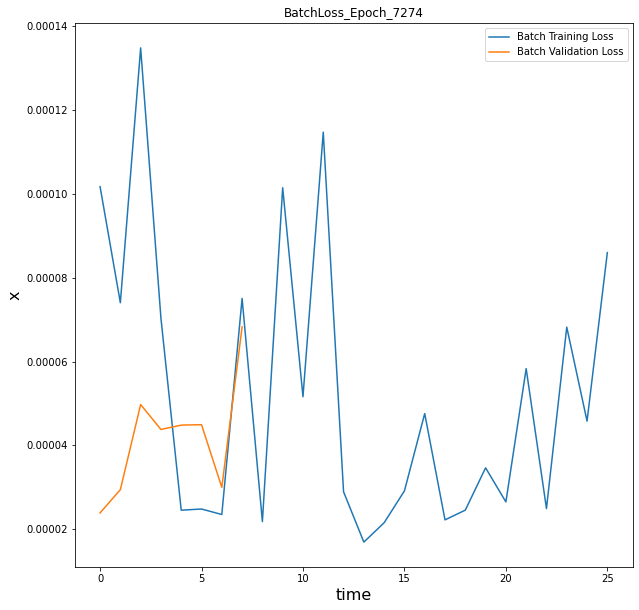 BatchLoss_Epoch_7274
Batch Training Loss
Batch Validation Loss
0.00014
0.00012
0.00010
0.00008
0.00006
0.00004
0.00002
x
0 5 10 15 20 25
time